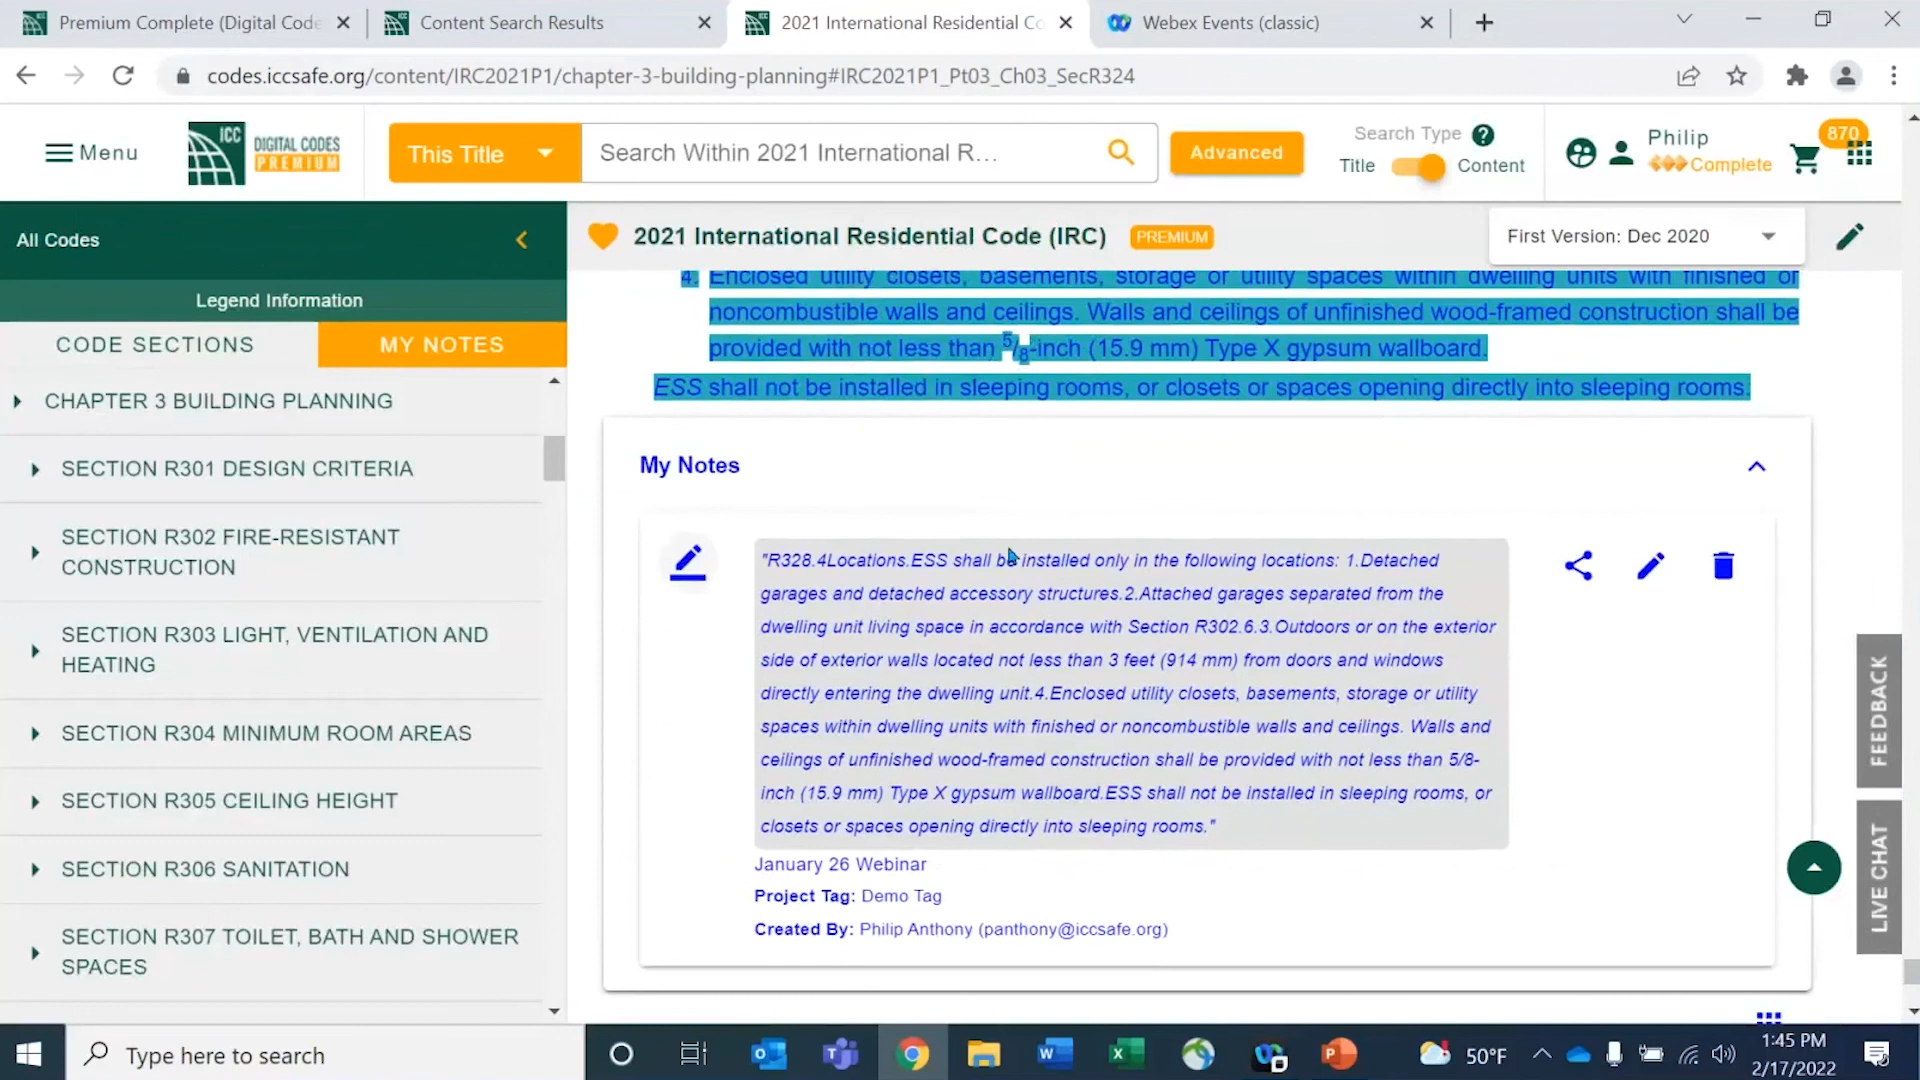 Premium Complete (Digital Code
Content Search Results
2021 International Residential Co
Webex Events (classic)
codes.iccsafe.org/content/IRC2021P1/chapter-3-building-planning#IRC2021P1_Pt03_Ch03_SecR324
Menu
ICC
DIGITAL CODES
PREMIUM
This Title
Search Within 2021 International R...
Advanced
Search Type ?
Title
Content
Philip
Complete
870
All Codes
Legend Information
CODE SECTIONS
MY NOTES
CHAPTER 3 BUILDING PLANNING
SECTION R301 DESIGN CRITERIA
SECTION R302 FIRE-RESISTANT
CONSTRUCTION
SECTION R303 LIGHT, VENTILATION AND
HEATING
SECTION R304 MINIMUM ROOM AREAS
SECTION R305 CEILING HEIGHT
SECTION R306 SANITATION
SECTION R307 TOILET, BATH AND SHOWER
SPACES
2021 International Residential Code (IRC)
PREMIUM
First Version: Dec 2020
4. Enclosed utility closets, basements, storage or utility spaces within dwelling units with finished or
noncombustible walls and ceilings. Walls and ceilings of unfinished wood-framed construction shall be
provided with not less than 5/8-inch (15.9 mm) Type X gypsum wallboard.
ESS shall not be installed in sleeping rooms, or closets or spaces opening directly into sleeping rooms.
My Notes
"R328.4Locations.ESS shall be installed only in the following locations: 1.Detached
garages and detached accessory structures.2.Attached garages separated from the
dwelling unit living space in accordance with Section R302.6.3.Outdoors or on the exterior
side of exterior walls located not less than 3 feet (914 mm) from doors and windows
directly entering the dwelling unit.4.Enclosed utility closets, basements, storage or utility
spaces within dwelling units with finished or noncombustible walls and ceilings. Walls and
ceilings of unfinished wood-framed construction shall be provided with not less than 5/8-
inch (15.9 mm) Type X gypsum wallboard.ESS shall not be installed in sleeping rooms, or
closets or spaces opening directly into sleeping rooms."
January 26 Webinar
Project Tag: Demo Tag
Created By: Philip Anthony (panthony@iccsafe.org)
FEEDBACK
LIVE CHAT
Type here to search
50°F
1:45 PM
2/17/2022